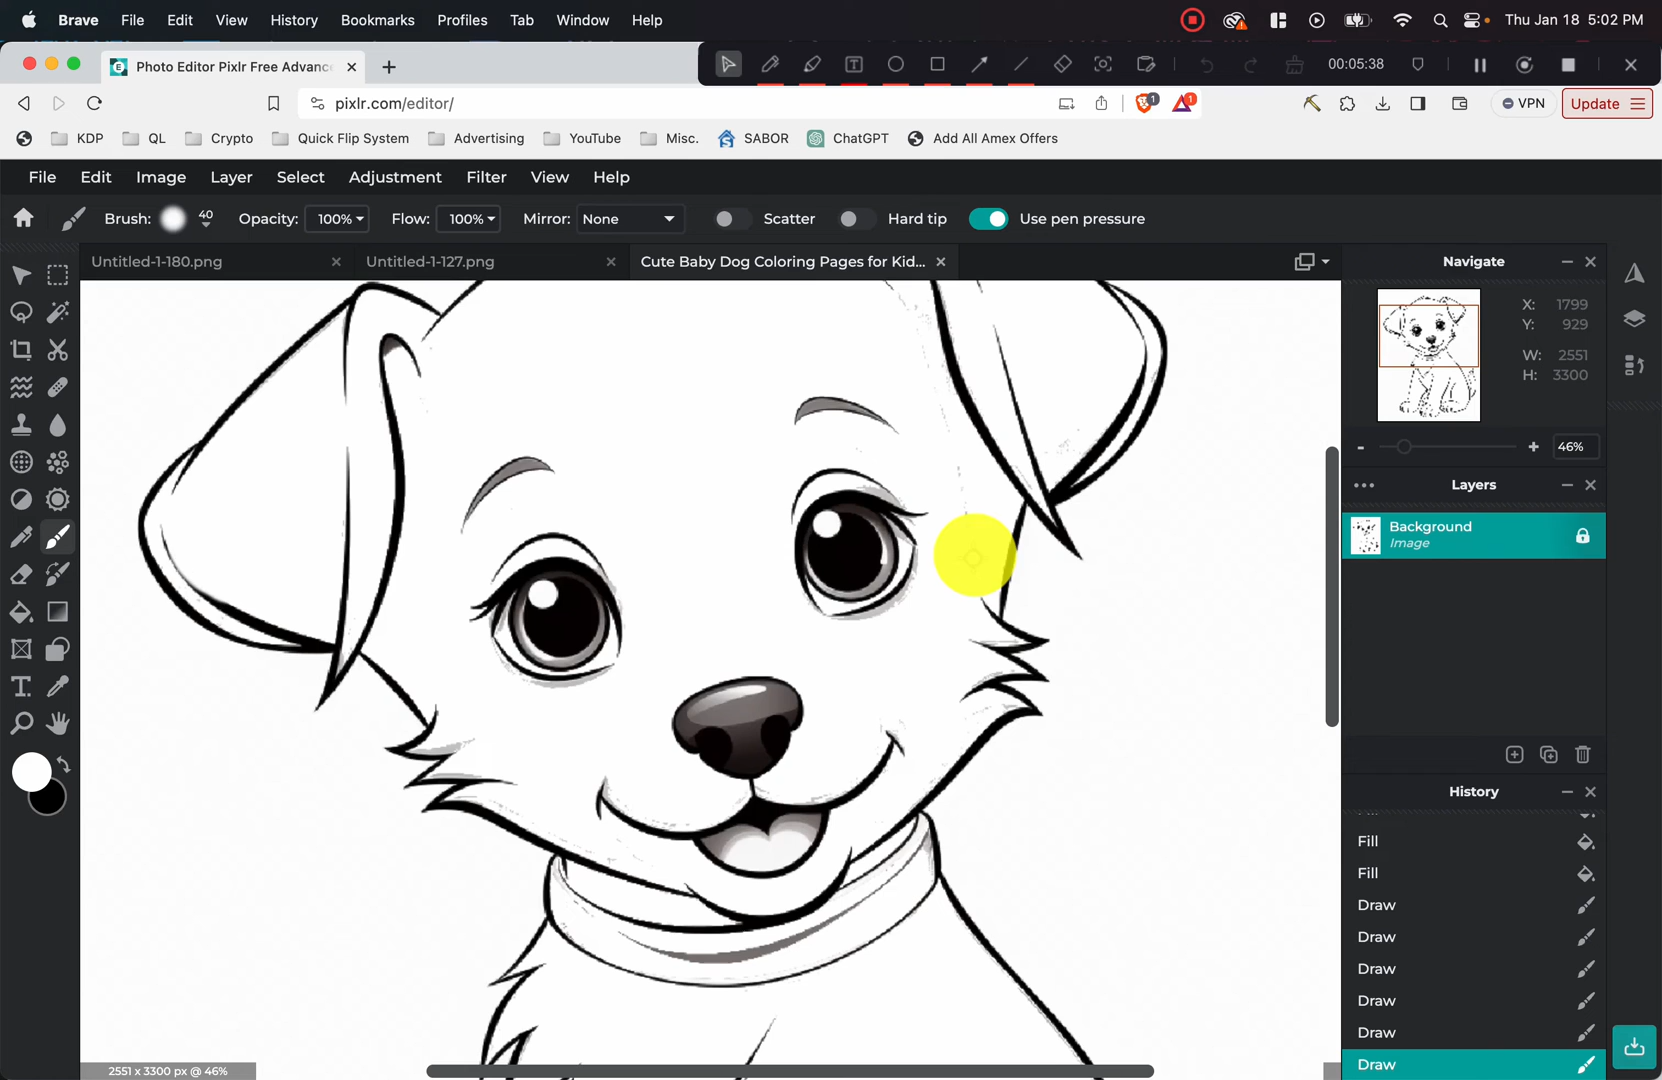 Brave File Edit View History Bookmarks Profiles Tab Window Help Thu Jan 18 5:02 PM
Photo Editor Pixlr Free Advanc 00:05:38
pixlr.com/editor/ 1 1 VPN Update
KDP QL Crypto Quick Flip System Advertising YouTube Misc. SABOR ChatGPT Add All Amex Offers
File Edit Image Layer Select Adjustment Filter View Help
Brush: 40 Opacity: 100% Flow: 100% Mirror: None Scatter Hard tip Use pen pressure
Untitled-1-180.png Untitled-1-127.png Cute Baby Dog Coloring Pages for Kid...
Navigate
X: 1799
Y: 929
W: 2551
H: 3300
46%
Layers
Background
Image
History
Fill
Fill
Draw
Draw
Draw
Draw
Draw
Draw
2551 x 3300 px @ 46%